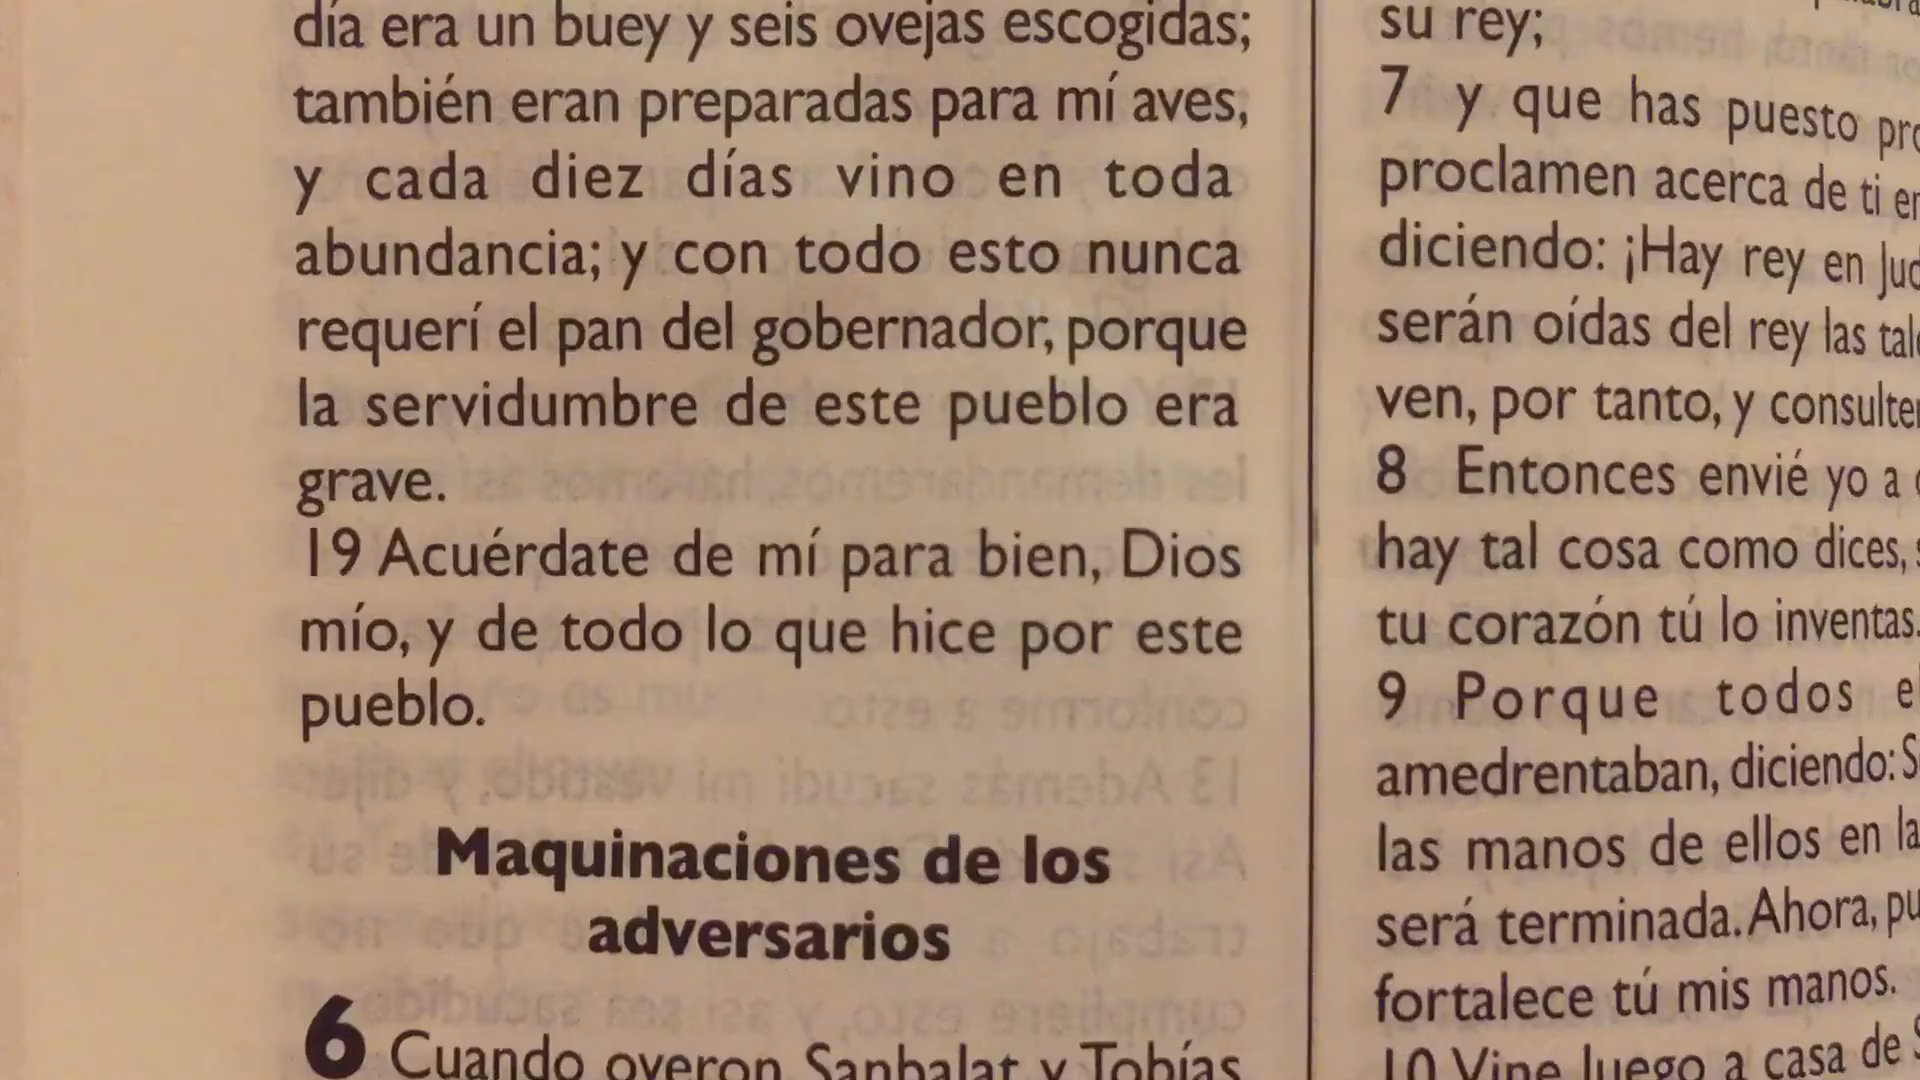 día era un buey y seis ovejas escogidas;
también eran preparadas para mí aves,
y cada diez días vino en toda
abundancia; y con todo esto nunca
requerí el pan del gobernador, porque
la servidumbre de este pueblo era
grave.
19 Acuérdate de mí para bien, Dios
mío, y de todo lo que hice por este
pueblo.
Maquinaciones de los
adversarios
6 Cuando oyeron Sanbalat y Tobías
su rey;
7 y que has puesto
proclamen acerca de ti
diciendo: ¡Hay rey en
serán oídas del rey las
ven, por tanto, y
8 Entonces envié yo a
hay tal cosa como dices,
tu corazón tú lo inventas.
9 Porque todos
amedrentaban, diciendo:
las manos de ellos en
será terminada. Ahora,
fortalece tú mis manos.
10 Vine luego a casa de